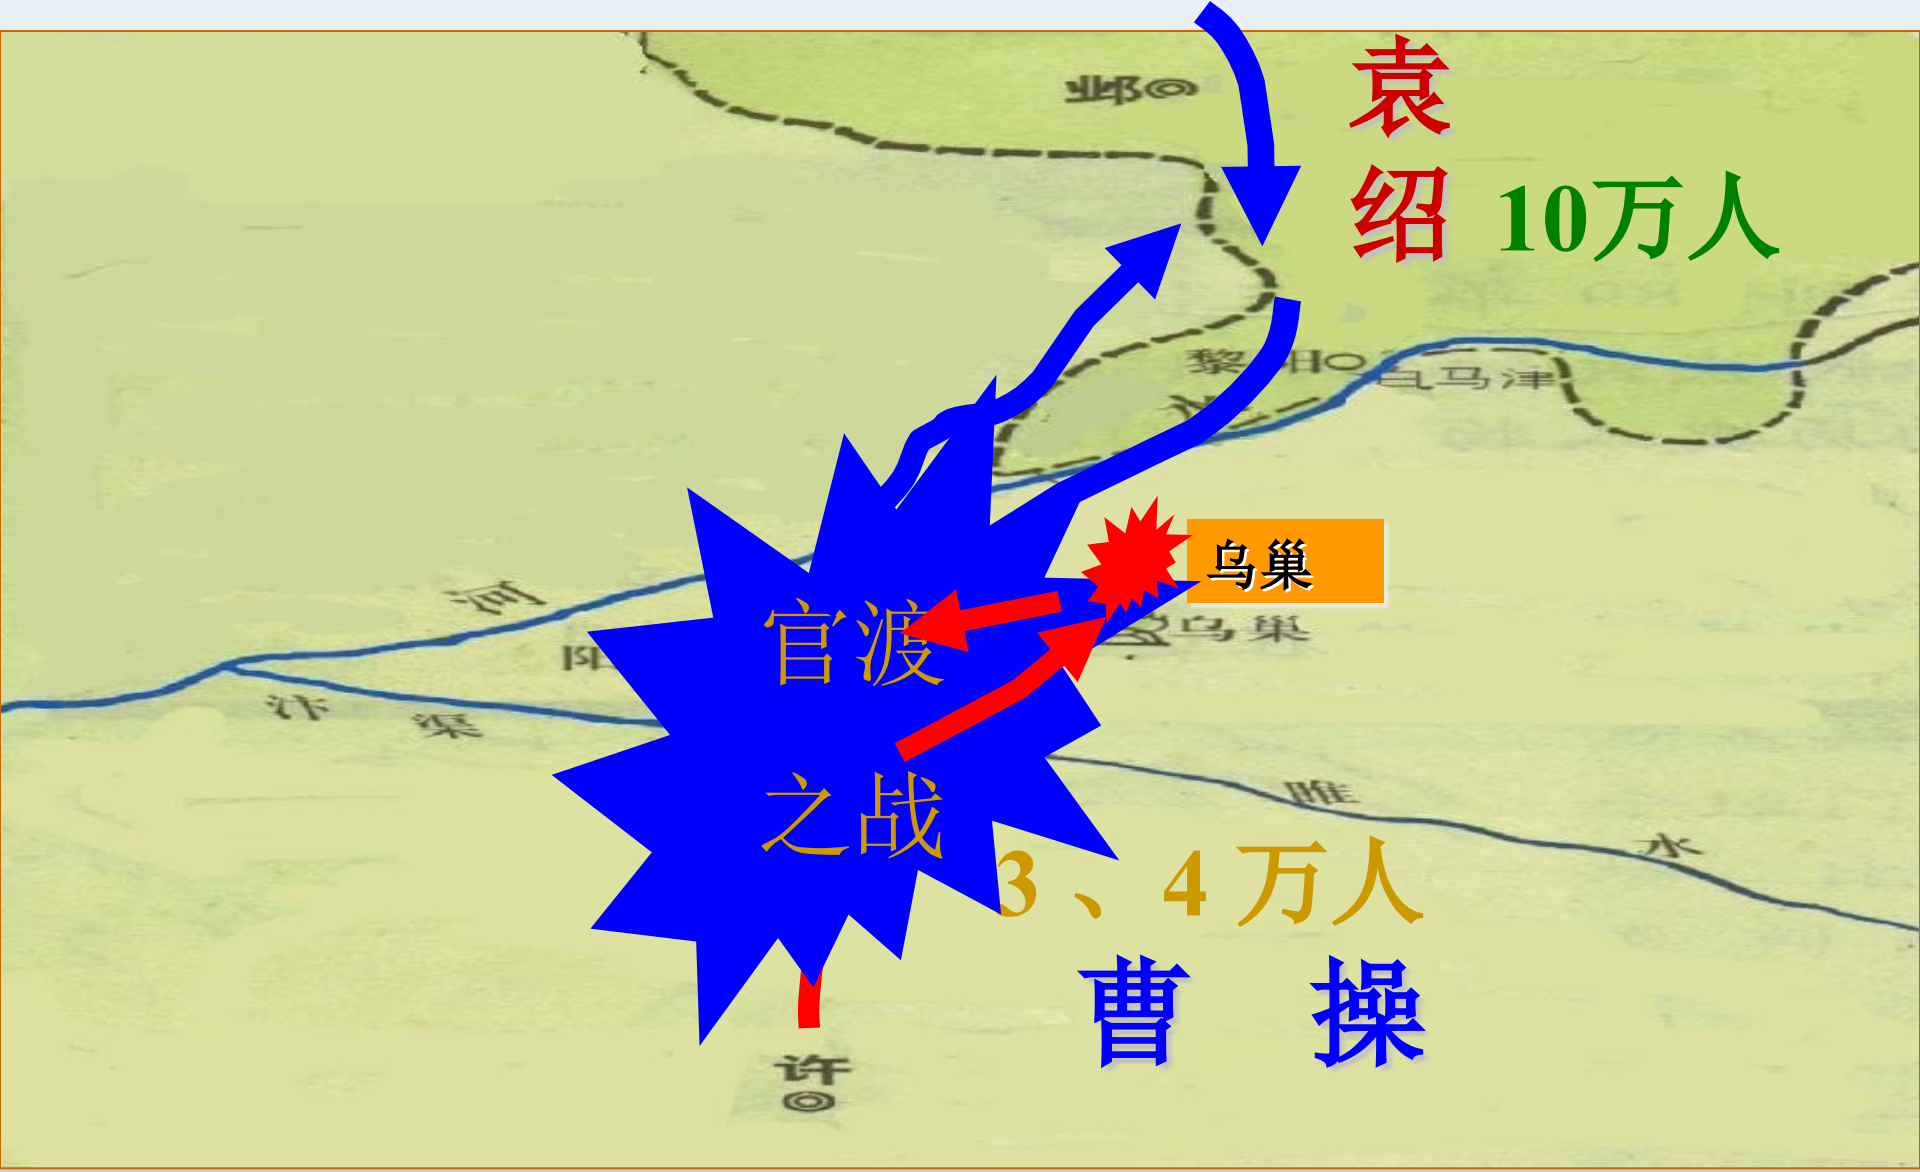 邺
袁
绍
10万人
黎阳
白马津
水
乌巢
河
官渡
乌巢
阳
汴
渠
之战
睢
水
3、4万人
曹 操
许